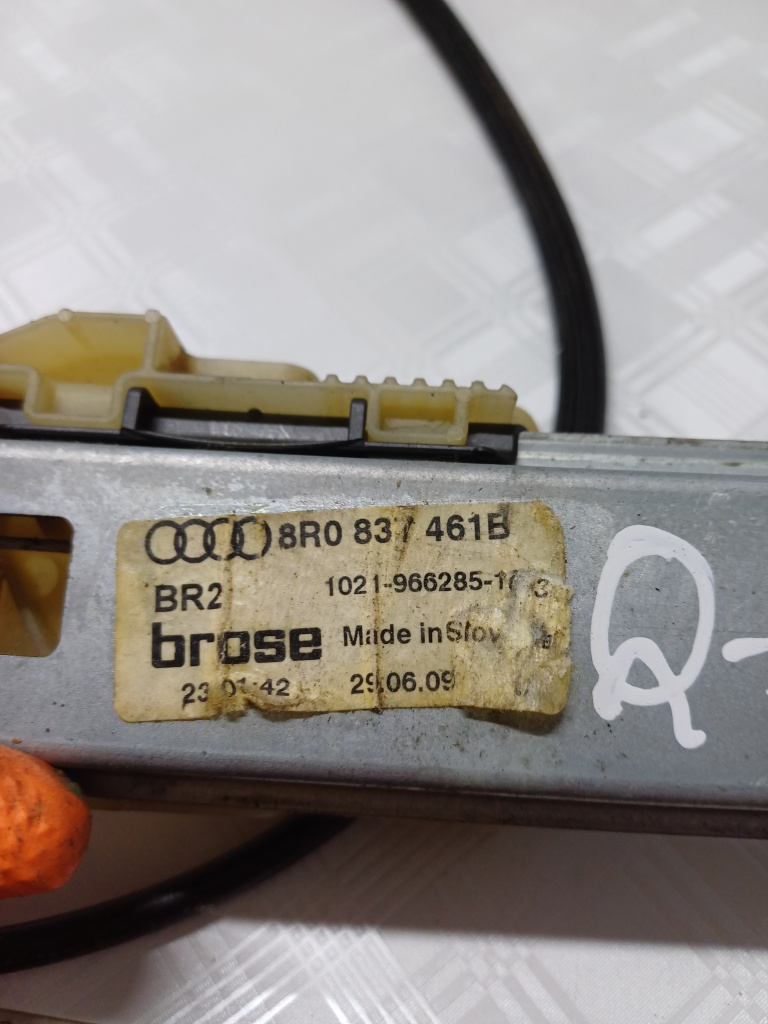 8R0 837 461B
BR2 1021-966285-1
brose Made in Slov
23:01:42 29.06.09
Q-